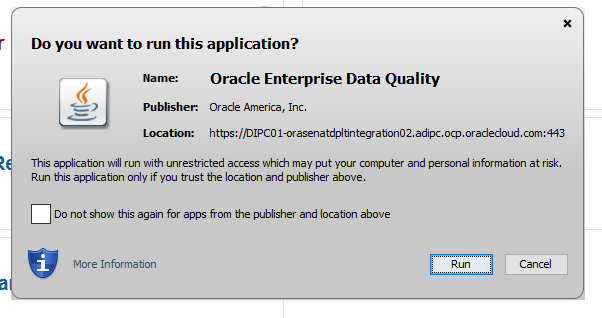 Do you want to run this application?
Name: Oracle Enterprise Data Quality
Publisher: Oracle America, Inc.
Location: https://DIPC01-orasenatdpltintegration02.adipc.ocp.oraclecloud.com:443
This application will run with unrestricted access which may put your computer and personal information at risk.
Run this application only if you trust the location and publisher above.
Do not show this again for apps from the publisher and location above
More Information
Run
Cancel